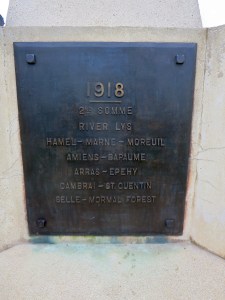 1918
2ND SOMME
RIVER LYS
HAMEL-MARNE-MOREUIL
AMIENS-BAPAUME
ARRAS-EPEHY
CAMBRAI-ST QUENTIN
SELLE-MORMAL FOREST